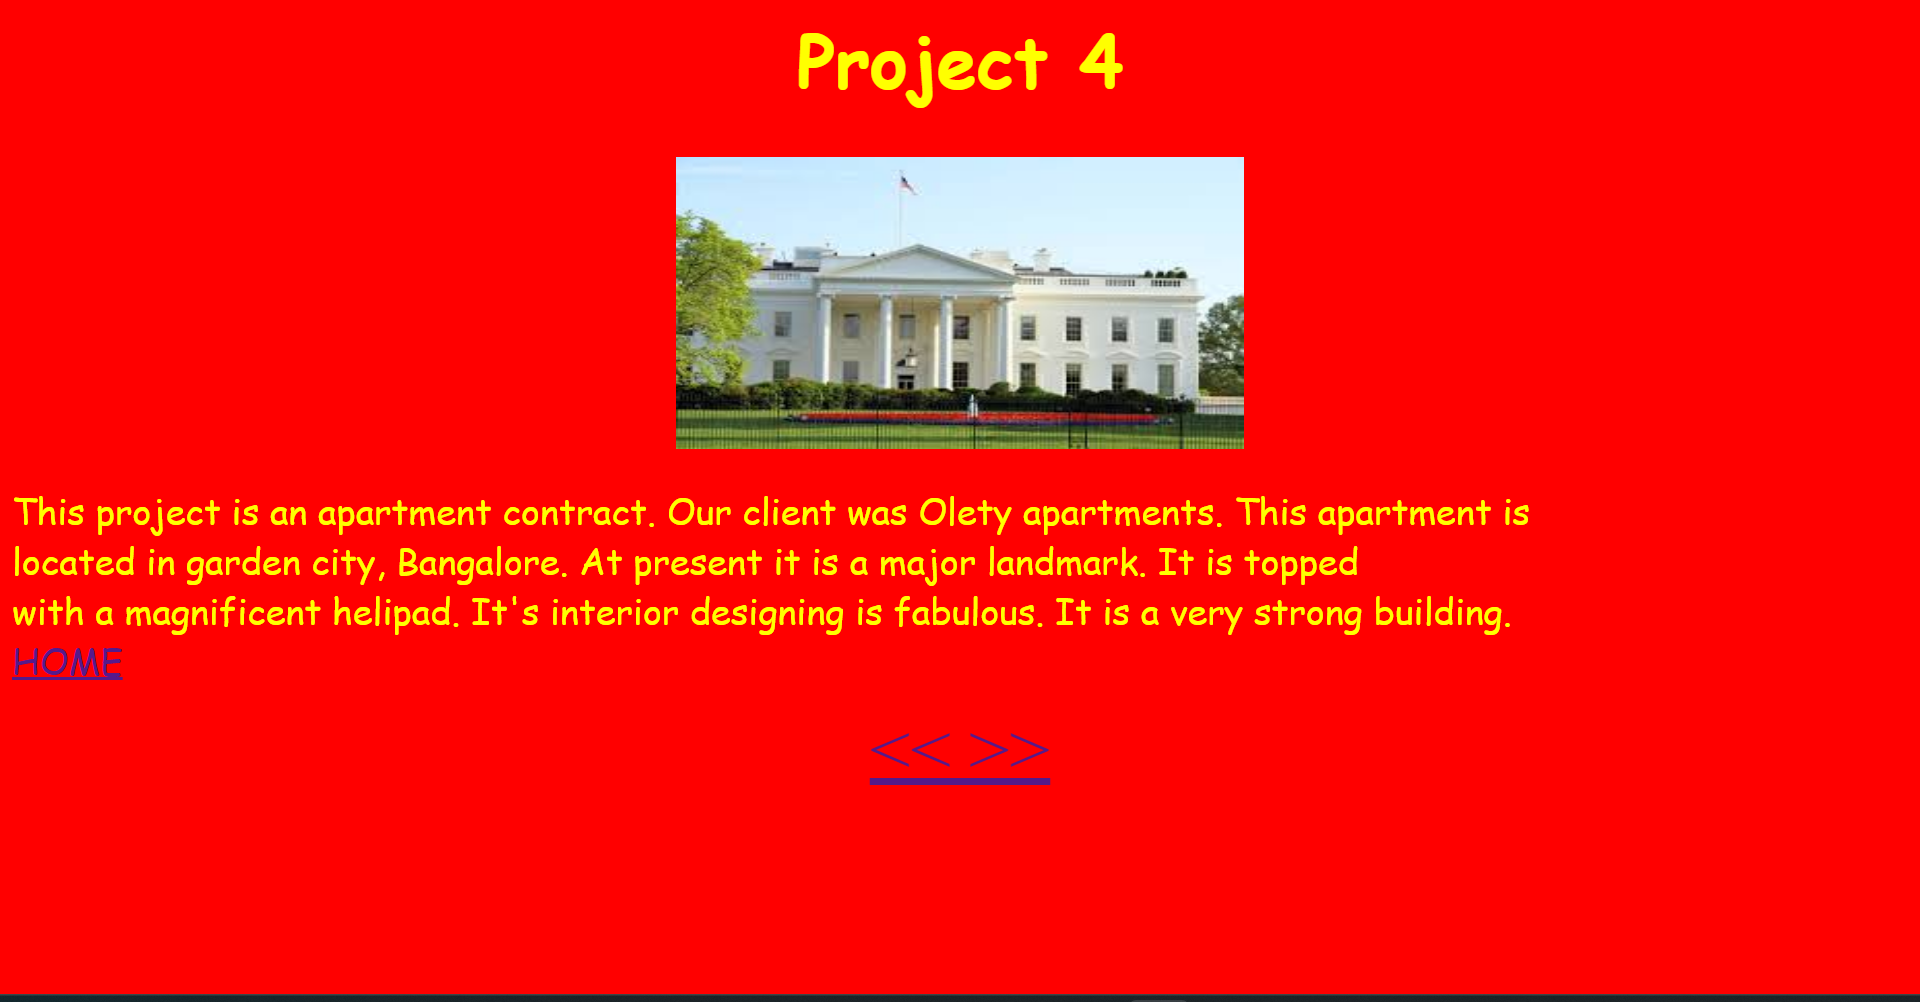 Project 4
This project is an apartment contract. Our client was Olety apartments. This apartment is
located in garden city, Bangalore. At present it is a major landmark. It is topped
with a magnificent helipad. It's interior designing is fabulous. It is a very strong building.
HOME
<< >>